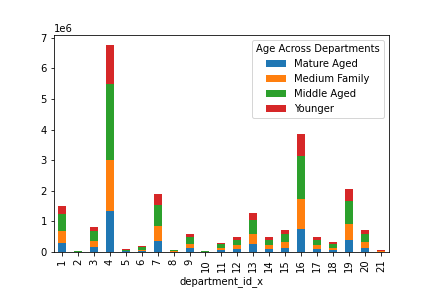 1e6
7
6
5
4
3
2
1
0
Age Across Departments
Mature Aged
Medium Family
Middle Aged
Younger
1 2 3 4 5 6 7 8 9 10 11 12 13 14 15 16 17 18 19 20 21
department_id_x